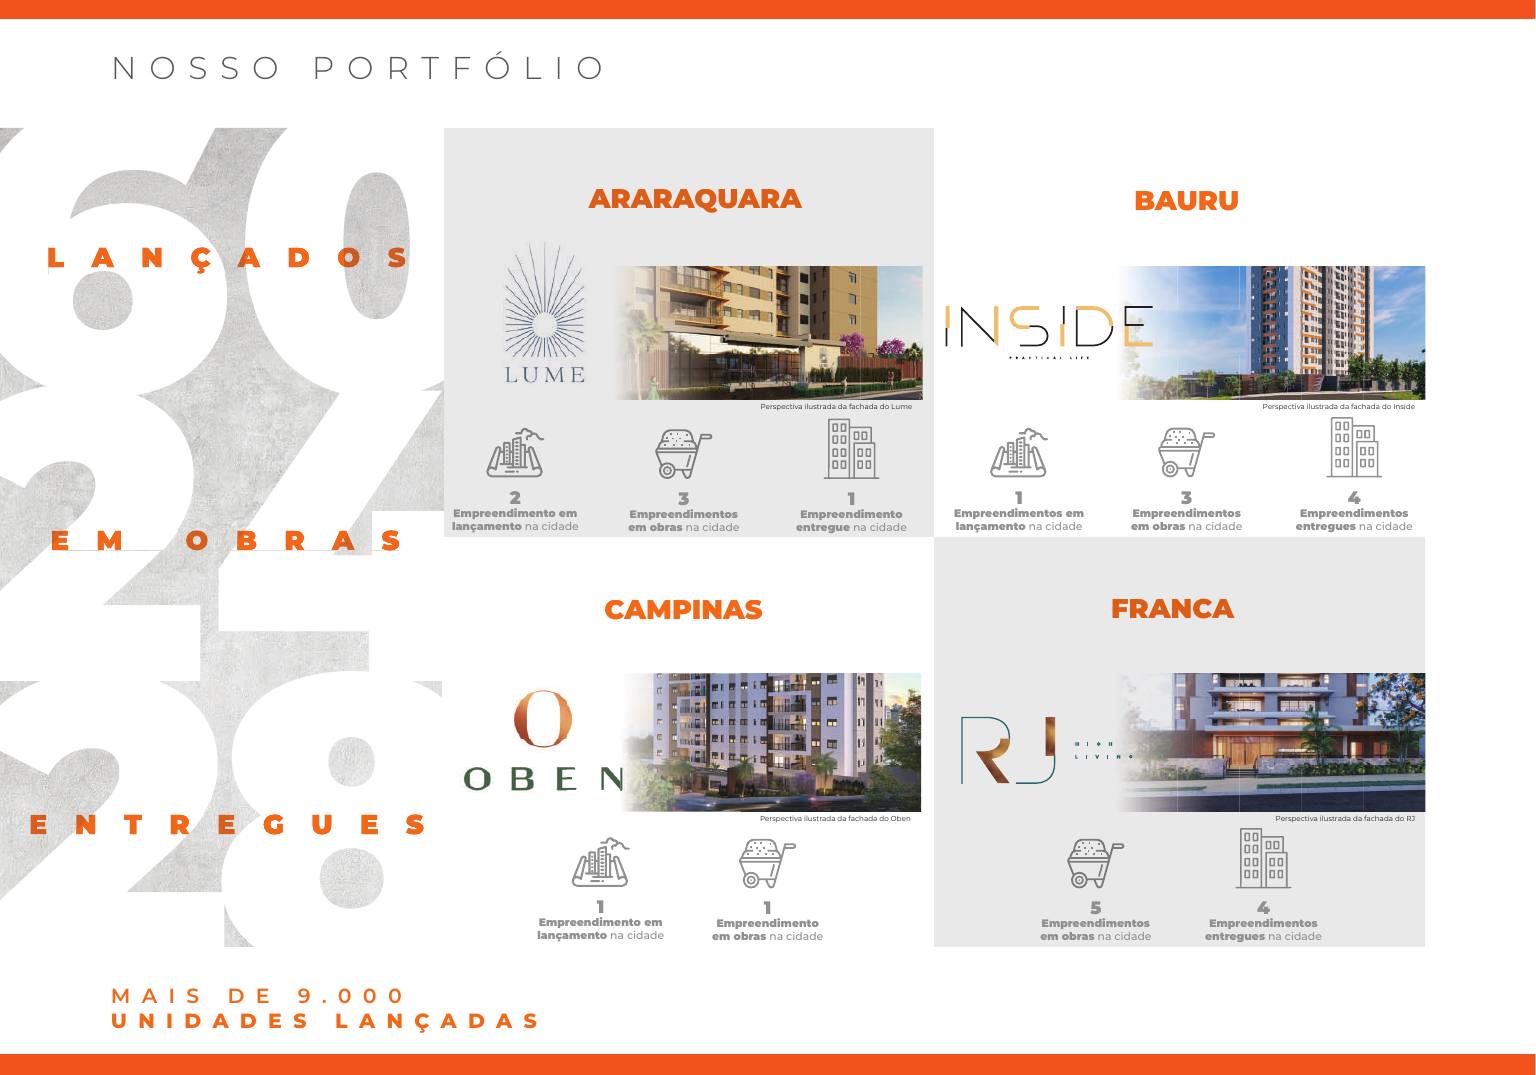 NOSSO PORTFÓLIO
60
LANÇADOS
24
EM OBRAS
28
ENTREGUES
ARARAQUARA
LUME
Perspectiva ilustrada da fachada do Lume
2
Empreendimento em
lançamento na cidade
3
Empreendimentos
em obras na cidade
1
Empreendimento
entregue na cidade
BAURU
INSIDE
PRACTICAL LIFE
Perspectiva ilustrada da fachada do Inside
1
Empreendimentos em
lançamento na cidade
3
Empreendimentos
em obras na cidade
4
Empreendimentos
entregues na cidade
CAMPINAS
O
OBEN
Perspectiva ilustrada da fachada do Oben
1
Empreendimento em
lançamento na cidade
1
Empreendimento
em obras na cidade
FRANCA
RJ
HIGH
LIVING
Perspectiva ilustrada da fachada do RJ
5
Empreendimentos
em obras na cidade
4
Empreendimentos
entregues na cidade
MAIS DE 9.000
UNIDADES LANÇADAS